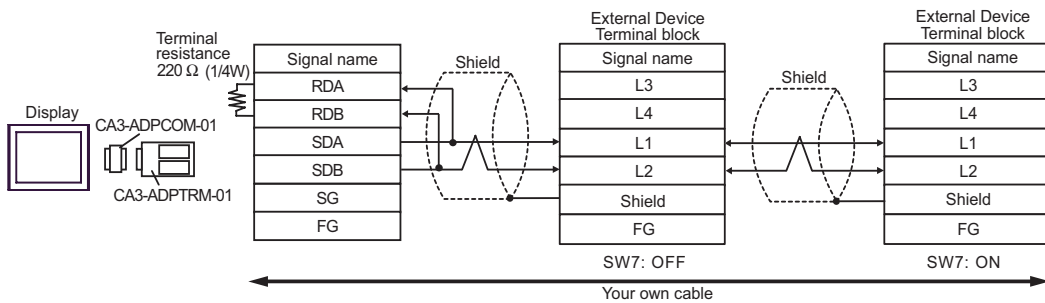 Terminal
resistance
220 Ω (1/4W)
Display
CA3-ADPCOM-01
CA3-ADPTRM-01
Signal name
RDA
RDB
SDA
SDB
SG
FG
Shield
External Device
Terminal block
Signal name
L3
L4
L1
L2
Shield
FG
SW7: OFF
Shield
External Device
Terminal block
Signal name
L3
L4
L1
L2
Shield
FG
SW7: ON
Your own cable